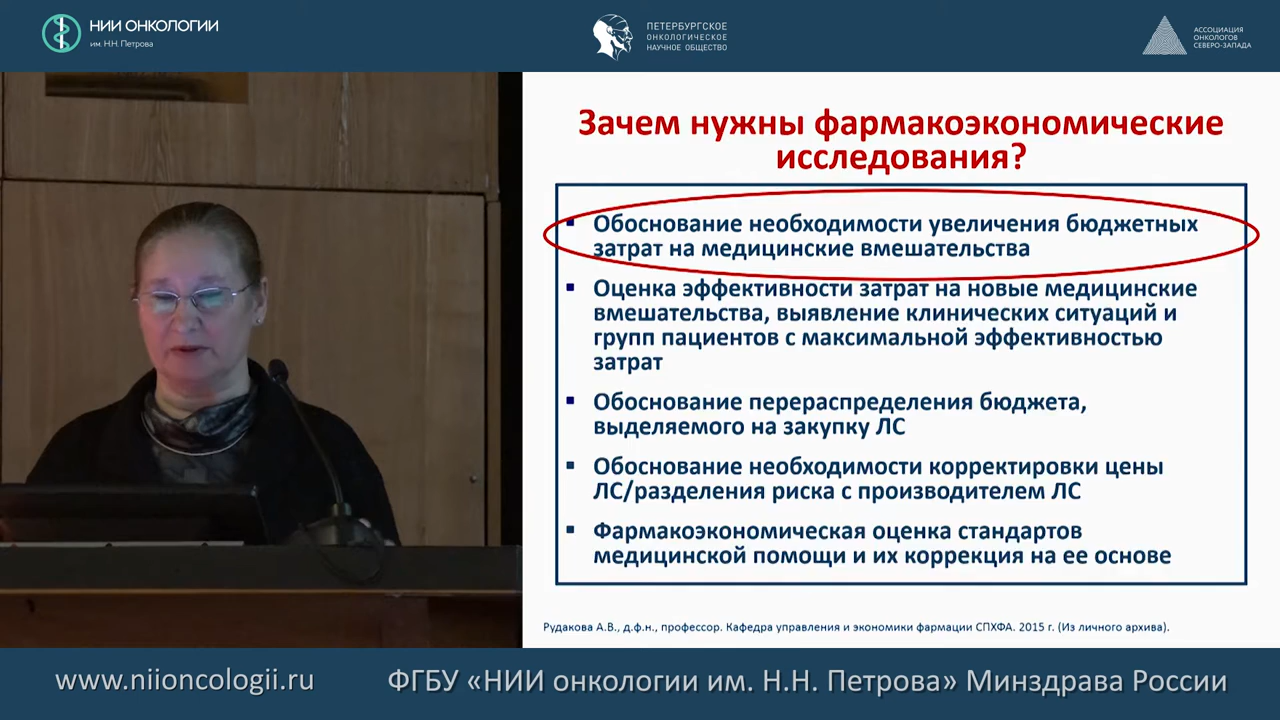 НИИ ОНКОЛОГИИ
им. Н.Н. Петрова
ПЕТЕРБУРГСКОЕ
ОНКОЛОГИЧЕСКОЕ
НАУЧНОЕ ОБЩЕСТВО
АССОЦИАЦИЯ
ОНКОЛОГОВ
СЕВЕРО-ЗАПАДА
Зачем нужны фармакоэкономические
исследования?
▪ Обоснование необходимости увеличения бюджетных
затрат на медицинские вмешательства
▪ Оценка эффективности затрат на новые медицинские
вмешательства, выявление клинических ситуаций и
групп пациентов с максимальной эффективностью
затрат
▪ Обоснование перераспределения бюджета,
выделяемого на закупку ЛС
▪ Обоснование необходимости корректировки цены
ЛС/разделения риска с производителем ЛС
▪ Фармакоэкономическая оценка стандартов
медицинской помощи и их коррекция на ее основе
Рудакова А.В., д.ф.н., профессор. Кафедра управления и экономики фармации СПХФА. 2015 г. (Из личного архива).
www.niioncologii.ru
ФГБУ «НИИ онкологии им. Н.Н. Петрова» Минздрава России